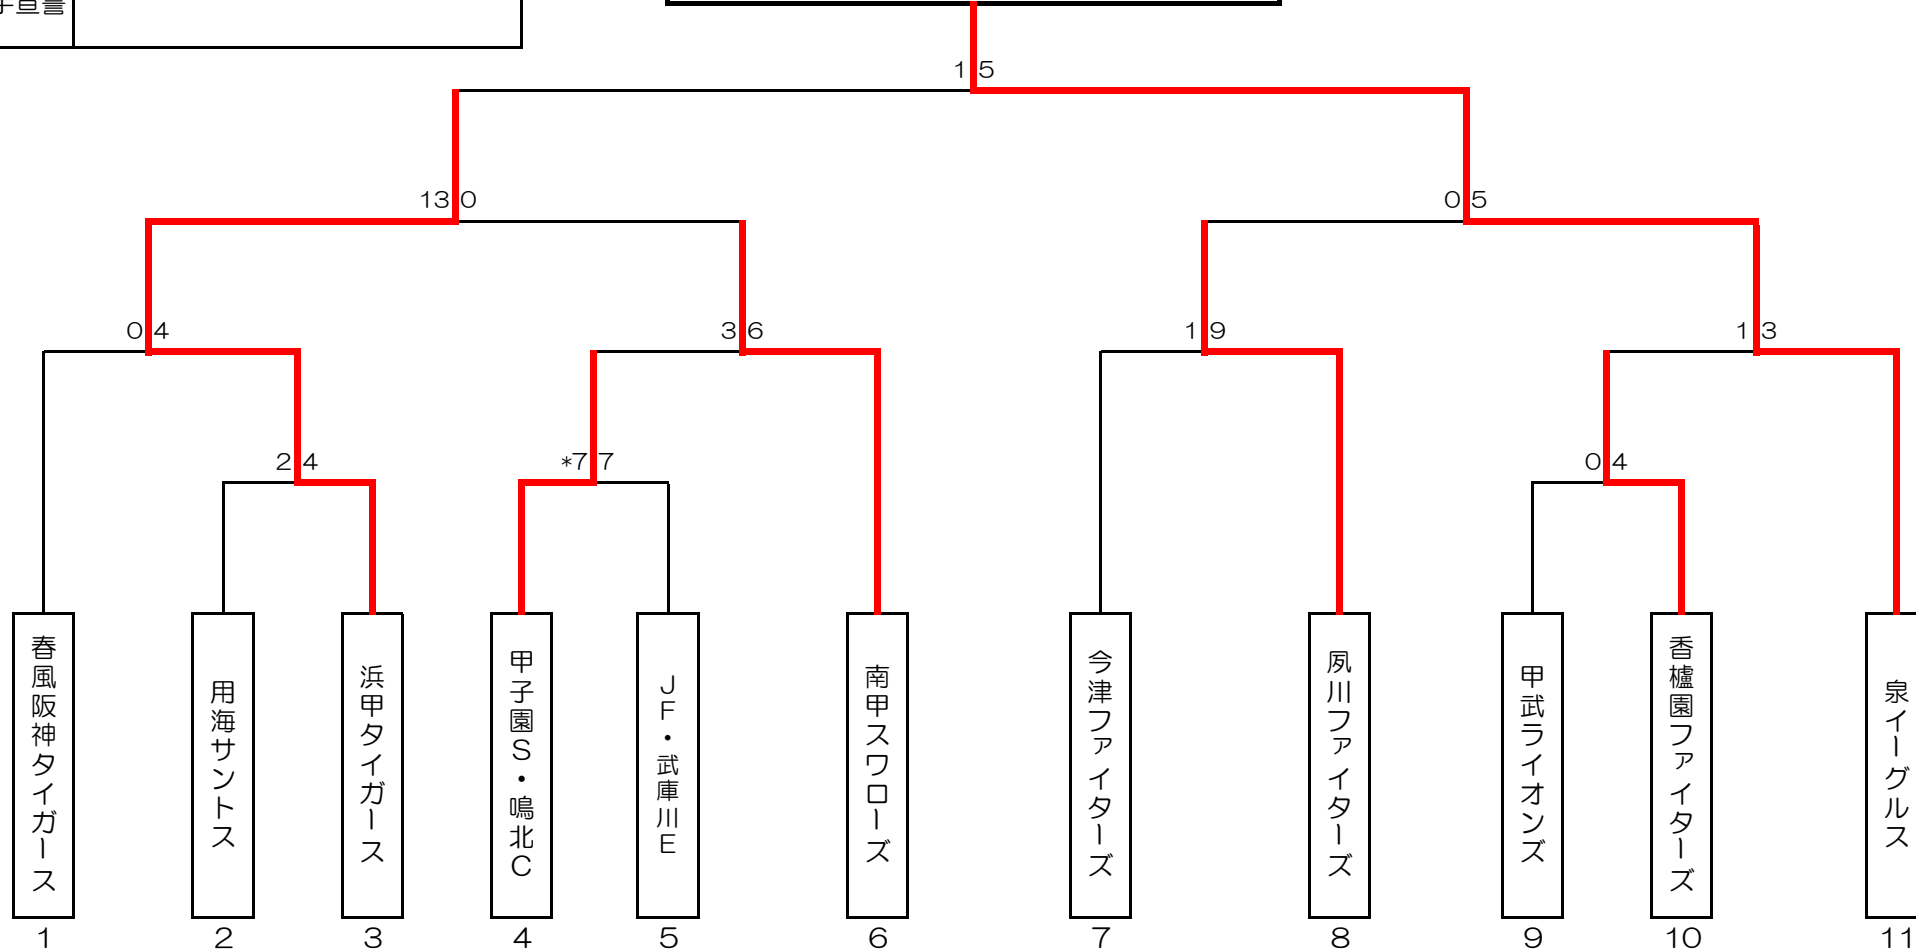 宣誓
1 5
13 0
0 5
0 4
3 6
1 9
1 3
2 4
*7 7
0 4
春風阪神タイガース
用海サントス
浜甲タイガース
甲子園S・鳴北C
JF・武庫川E
南甲スワローズ
今津ファイターズ
夙川ファイターズ
甲武ライオンズ
香櫨園ファイターズ
泉イーグルス
1
2
3
4
5
6
7
8
9
10
11